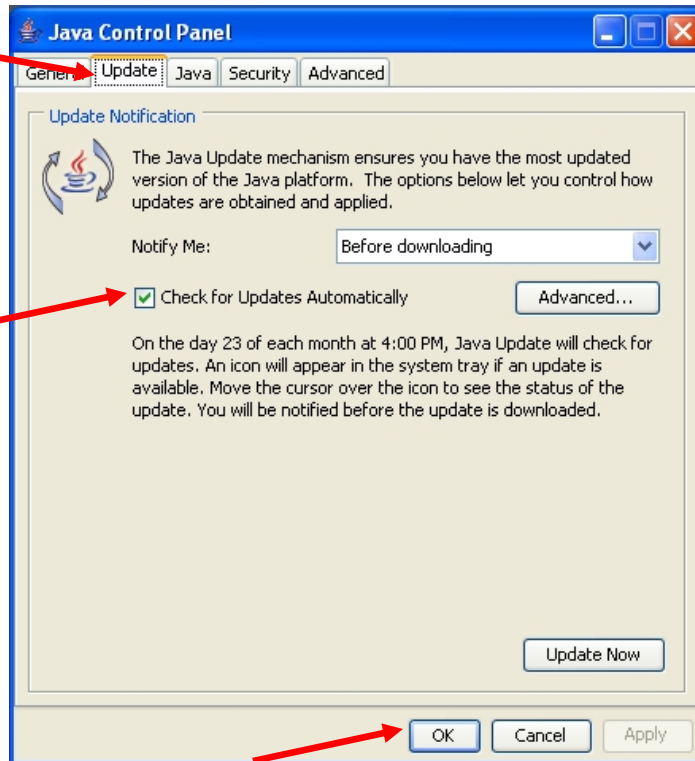 Java Control Panel
General Update Java Security Advanced
Update Notification
The Java Update mechanism ensures you have the most updated
version of the Java platform. The options below let you control how
updates are obtained and applied.
Notify Me: Before downloading
Check for Updates Automatically Advanced...
On the day 23 of each month at 4:00 PM, Java Update will check for
updates. An icon will appear in the system tray if an update is
available. Move the cursor over the icon to see the status of the
update. You will be notified before the update is downloaded.
Update Now
OK Cancel Apply